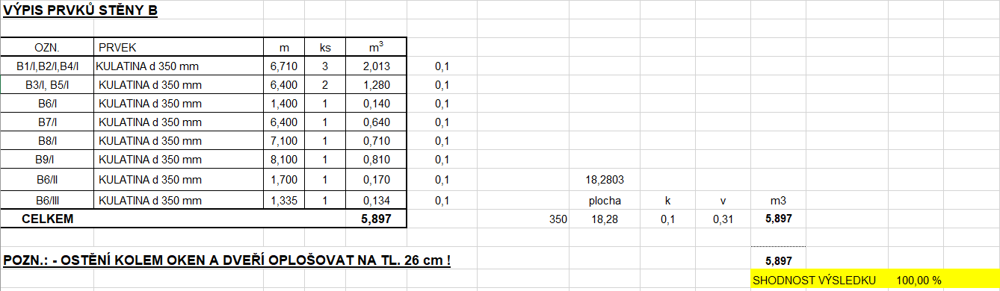 VÝPIS PRVKŮ STĚNY B
OZN. PRVEK m ks m³
B1/I,B2/I,B4/I KULATINA d 350 mm 6,710 3 2,013 0,1
B3/I, B5/I KULATINA d 350 mm 6,400 2 1,280 0,1
B6/I KULATINA d 350 mm 1,400 1 0,140 0,1
B7/I KULATINA d 350 mm 6,400 1 0,640 0,1
B8/I KULATINA d 350 mm 7,100 1 0,710 0,1
B9/I KULATINA d 350 mm 8,100 1 0,810 0,1
B6/II KULATINA d 350 mm 1,700 1 0,170 0,1 18,2803
B6/III KULATINA d 350 mm 1,335 1 0,134 0,1 plocha k v m3
CELKEM 5,897 350 18,28 0,1 0,31 5,897
POZN.: - OSTĚNÍ KOLEM OKEN A DVEŘÍ OPLOŠOVAT NA TL. 26 cm ! 5,897
SHODNOST VÝSLEDKU 100,00 %